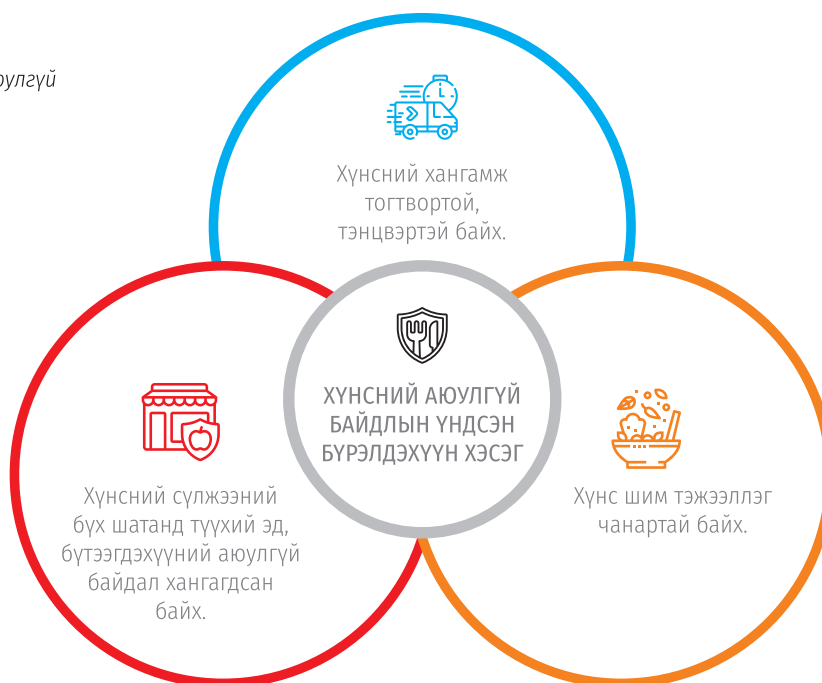 Хүнсний хангамж
тогтвортой,
тэнцвэртэй байх.
ХҮНСНИЙ АЮУЛГҮЙ
БАЙДЛЫН ҮНДСЭН
БҮРЭЛДЭХҮҮН ХЭСЭГ
Хүнсний сүлжээний
бүх шатанд түүхий эд,
бүтээгдэхүүний аюулгүй
байдал хангагдсан
байх.
Хүнс шим тэжээллэг
чанартай байх.